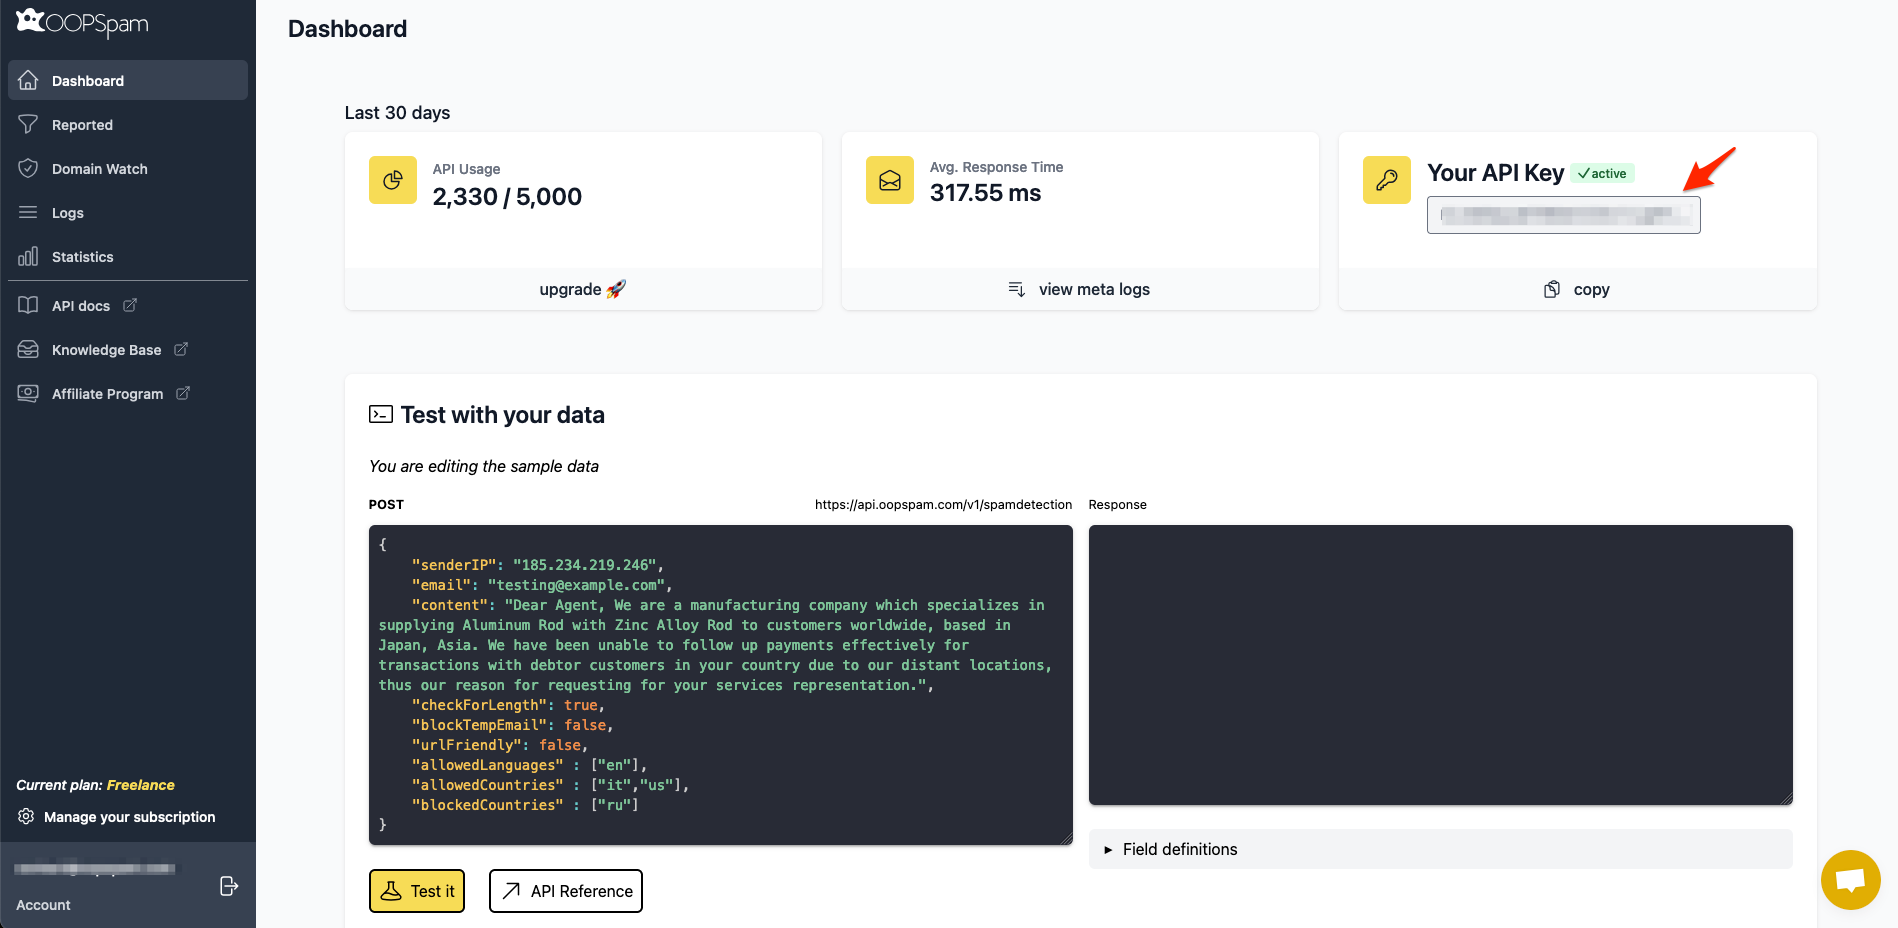 OOPSpam
Dashboard
Reported
Domain Watch
Logs
Statistics
API docs
Knowledge Base
Affiliate Program
Current plan: Freelance
Manage your subscription
Account
Dashboard
Last 30 days
API Usage
2,330 / 5,000
upgrade 🚀
Avg. Response Time
317.55 ms
view meta logs
Your API Key ✓active
copy
Test with your data
You are editing the sample data
POST https://api.oopspam.com/v1/spamdetection
{
"senderIP": "185.234.219.246",
"email": "testing@example.com",
"content": "Dear Agent, We are a manufacturing company which specializes in
supplying Aluminum Rod with Zinc Alloy Rod to customers worldwide, based in
Japan, Asia. We have been unable to follow up payments effectively for
transactions with debtor customers in your country due to our distant locations,
thus our reason for requesting for your services representation.",
"checkForLength": true,
"blockTempEmail": false,
"urlFriendly": false,
"allowedLanguages" : ["en"],
"allowedCountries" : ["it","us"],
"blockedCountries" : ["ru"]
}
Test it
API Reference
Response
Field definitions